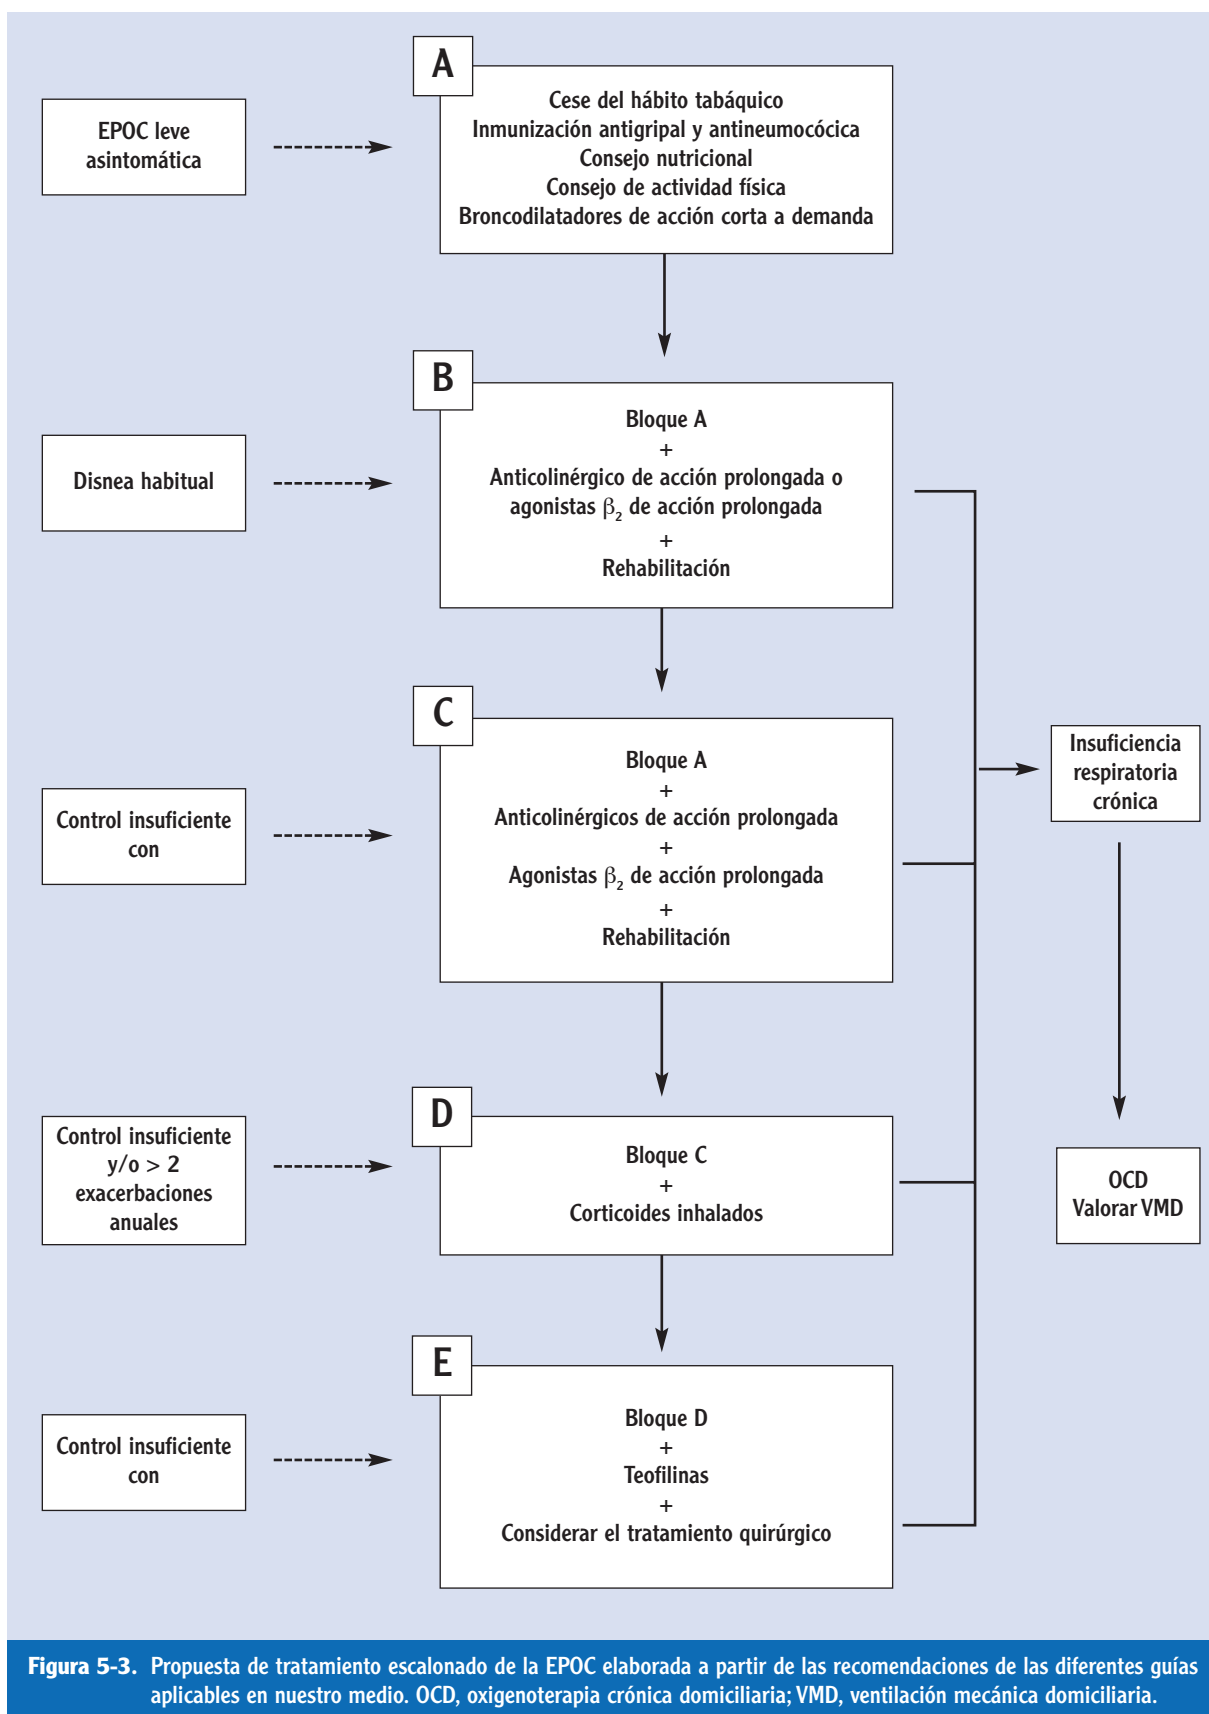 A
Cese del hábito tabáquico
Inmunización antigripal y antineumocócica
Consejo nutricional
Consejo de actividad física
Broncodilatadores de acción corta a demanda
EPOC leve
asintomática
B
Bloque A
+
Anticolinérgico de acción prolongada o
agonistas β₂ de acción prolongada
+
Rehabilitación
Disnea habitual
C
Bloque A
+
Anticolinérgicos de acción prolongada
+
Agonistas β₂ de acción prolongada
+
Rehabilitación
Control insuficiente
con
Insuficiencia
respiratoria
crónica
D
Bloque C
+
Corticoides inhalados
Control insuficiente
y/o > 2
exacerbaciones
anuales
OCD
Valorar VMD
E
Bloque D
+
Teofilinas
+
Considerar el tratamiento quirúrgico
Control insuficiente
con
Figura 5-3. Propuesta de tratamiento escalonado de la EPOC elaborada a partir de las recomendaciones de las diferentes guías
aplicables en nuestro medio. OCD, oxigenoterapia crónica domiciliaria; VMD, ventilación mecánica domiciliaria.